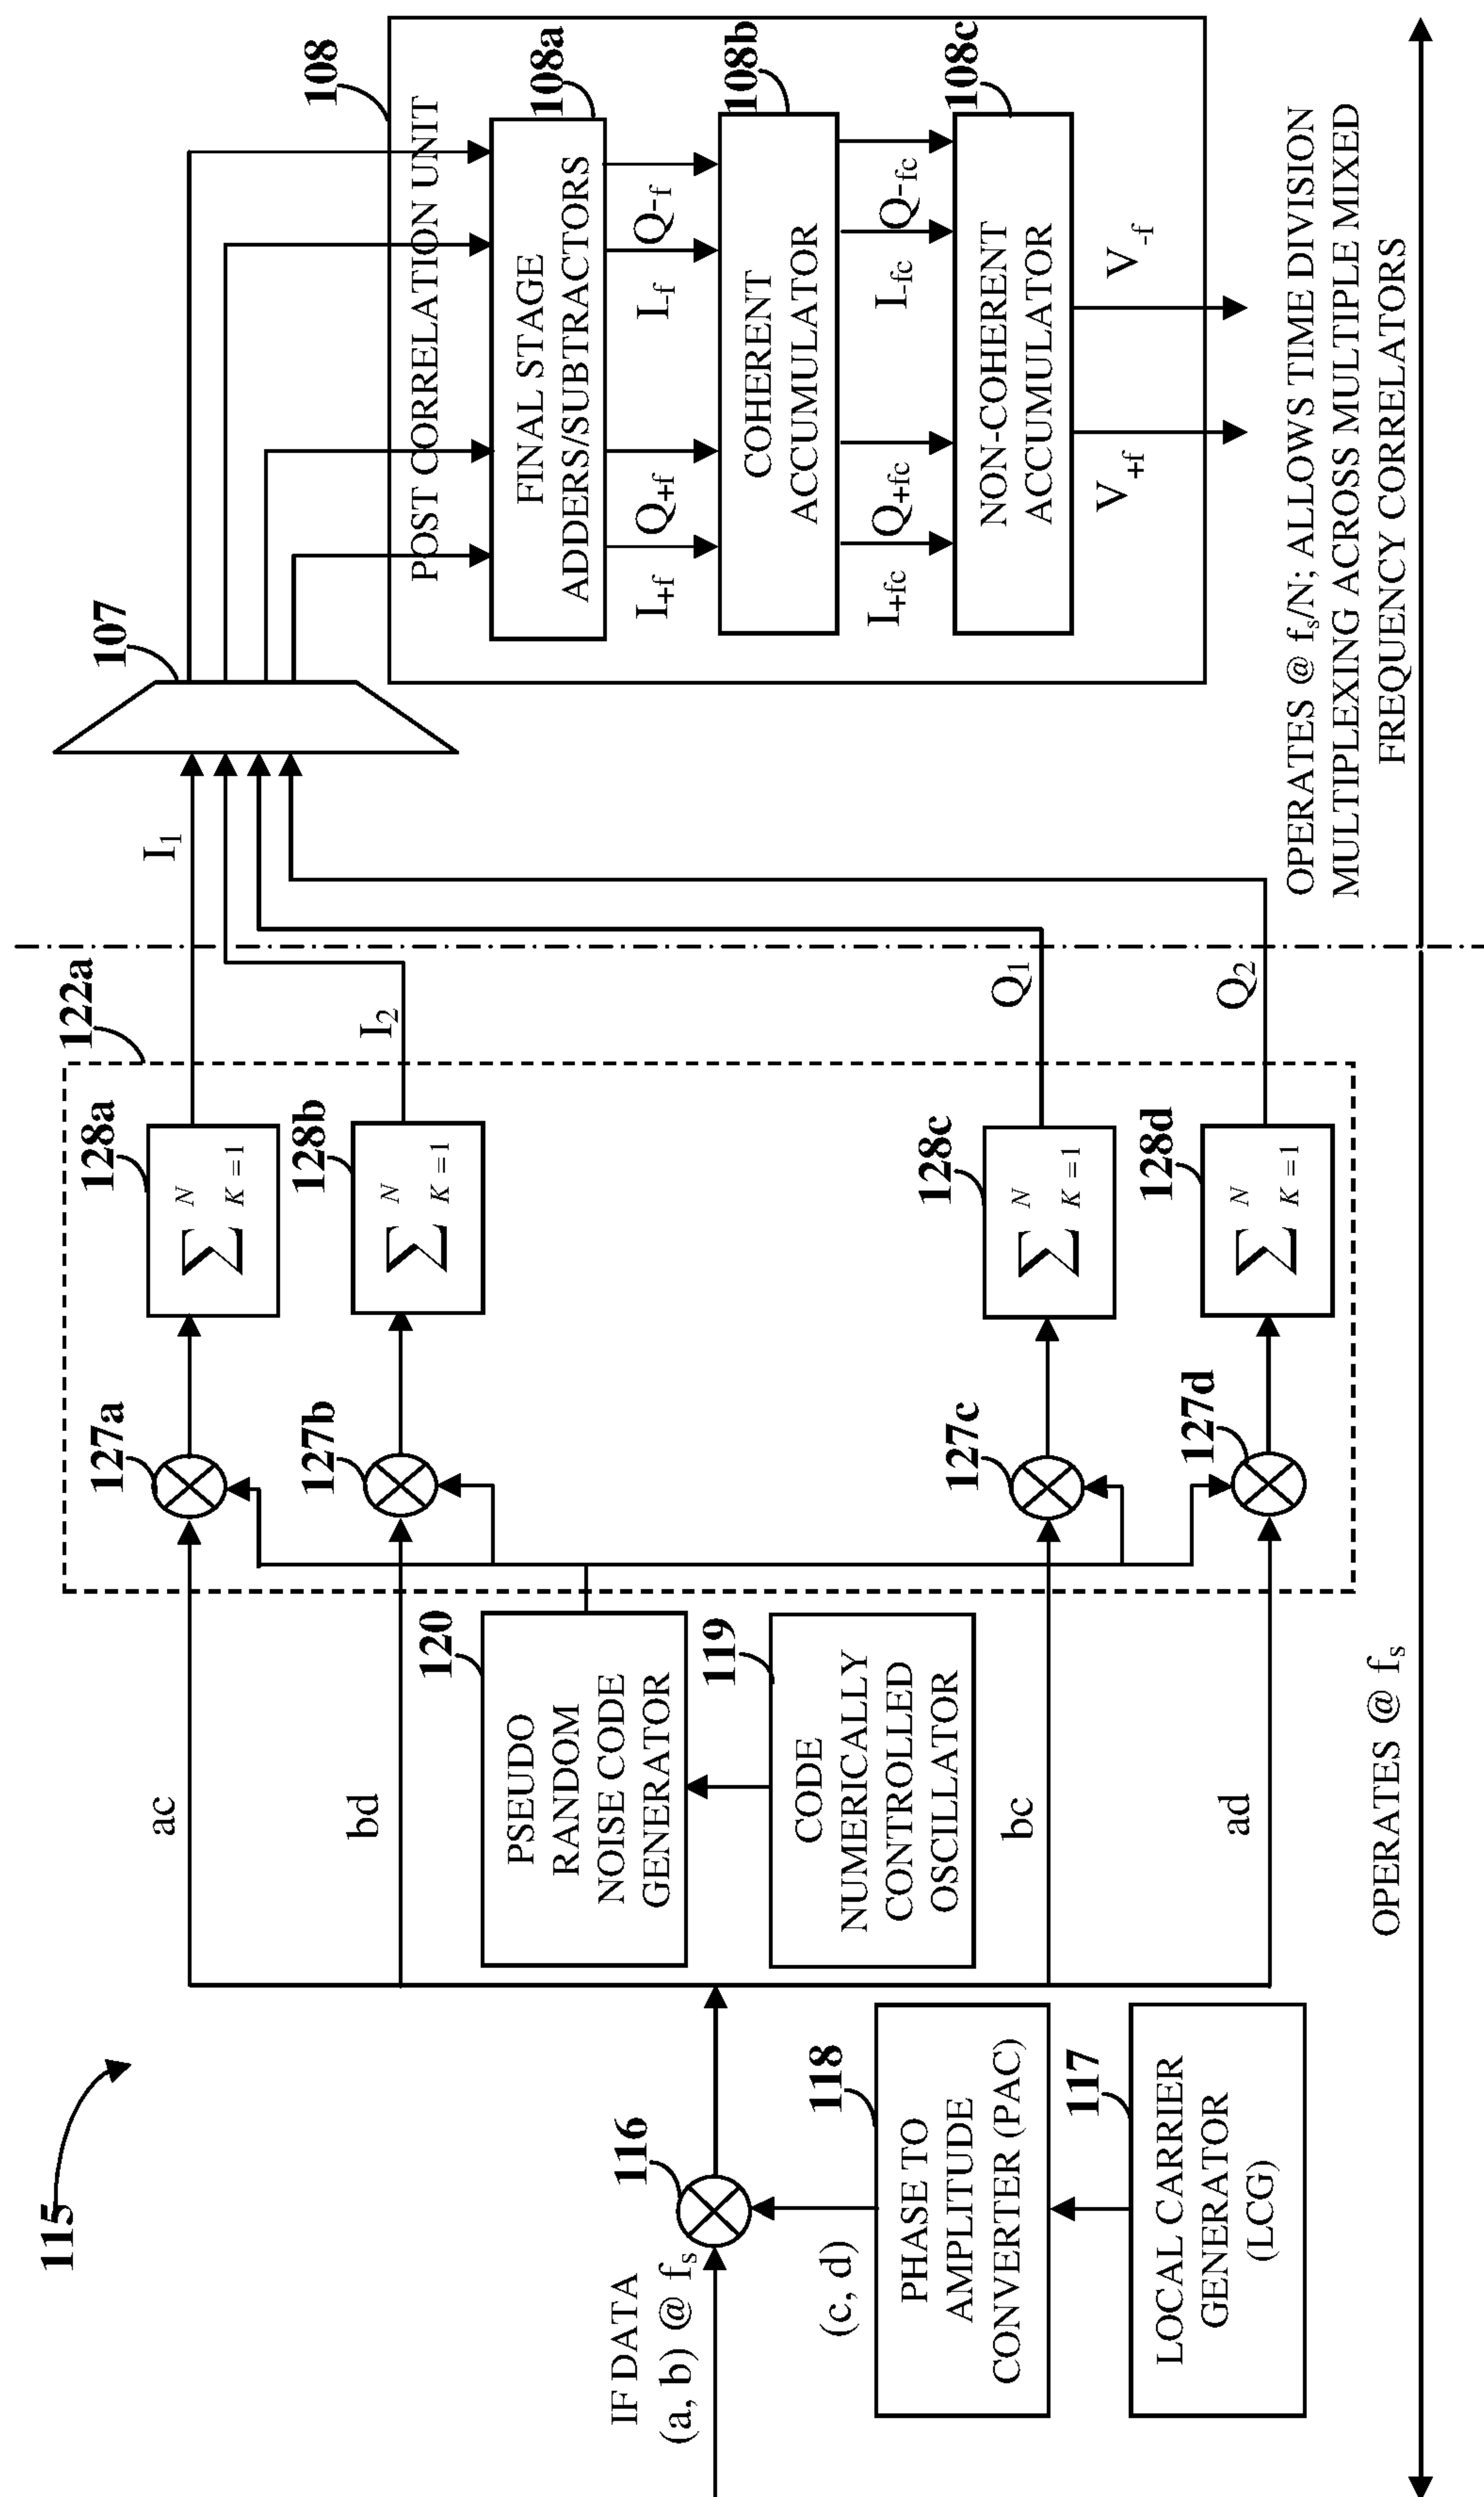 115
IF DATA
(a, b) @ fs
116
(c, d)
118
PHASE TO
AMPLITUDE
CONVERTER (PAC)
117
LOCAL CARRIER
GENERATOR
(LCG)
ac
bd
bc
ad
120
PSEUDO
RANDOM
NOISE CODE
GENERATOR
119
CODE
NUMERICALLY
CONTROLLED
OSCILLATOR
OPERATES @ fs
122a
127a
127b
127c
127d
128a
∑ N K=1
128b
∑ N K=1
128c
∑ N K=1
128d
∑ N K=1
I1
I2
Q1
Q2
107
108
POST CORRELATION UNIT
108a
FINAL STAGE
ADDERS/SUBTRACTORS
I+f Q+f I-f Q-f
108b
COHERENT
ACCUMULATOR
I+fc Q+fc I-fc Q-fc
108c
NON-COHERENT
ACCUMULATOR
V+f V-f
OPERATES @ fs/N; ALLOWS TIME DIVISION
MULTIPLEXING ACROSS MULTIPLE MIXED
FREQUENCY CORRELATORS